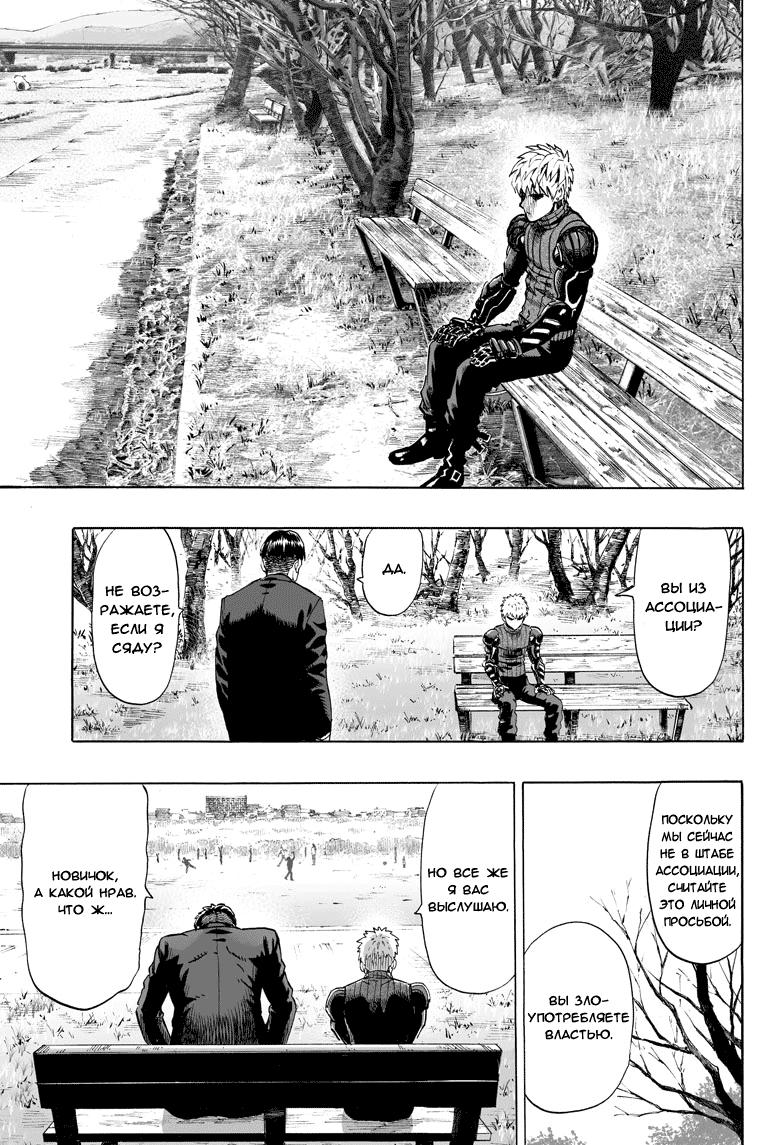 ВЫ ИЗ
АССОЦИА-
ЦИИ?
ДА.
НЕ ВОЗ-
РАЖАЕТЕ,
ЕСЛИ Я
СЯДУ?
ПОСКОЛЬКУ
МЫ СЕЙЧАС
НЕ В ШТАБЕ
АССОЦИАЦИИ,
СЧИТАЙТЕ
ЭТО ЛИЧНОЙ
ПРОСЬБОЙ.
ВЫ ЗЛО-
УПОТРЕБЛЯЕТЕ
ВЛАСТЬЮ.
НО ВСЕ ЖЕ
Я ВАС
ВЫСЛУШАЮ.
НОВИЧОК,
А КАКОЙ НРАВ.
ЧТО Ж...